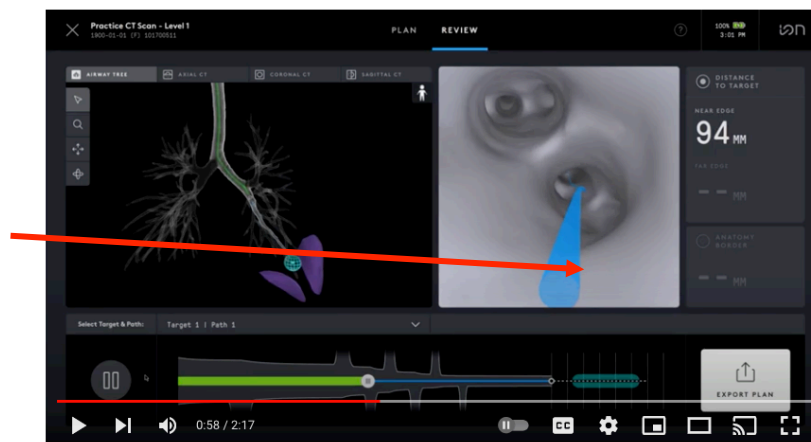 Practice CT Scan - Level 1
1900-01-01 (F) 101700511
PLAN
REVIEW
?
100%
3:01 PM
AIRWAY TREE
AXIAL CT
CORONAL CT
SAGITTAL CT
DISTANCE
TO TARGET
NEAR EDGE
94 MM
FAR EDGE
-- MM
ANATOMY
BORDER
-- MM
Select Target & Path:
Target 1 | Path 1
EXPORT PLAN
0:58 / 2:17
CC